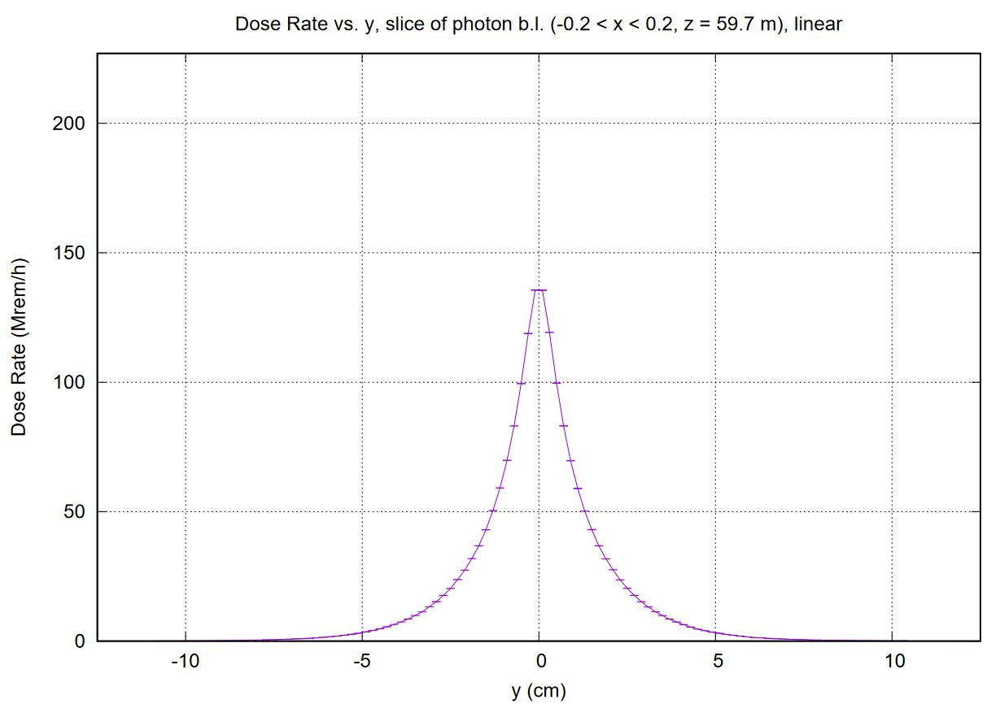 Dose Rate vs. y, slice of photon b.l. (-0.2 < x < 0.2, z = 59.7 m), linear
200
150
100
50
0
Dose Rate (Mrem/h)
-10 -5 0 5 10
y (cm)